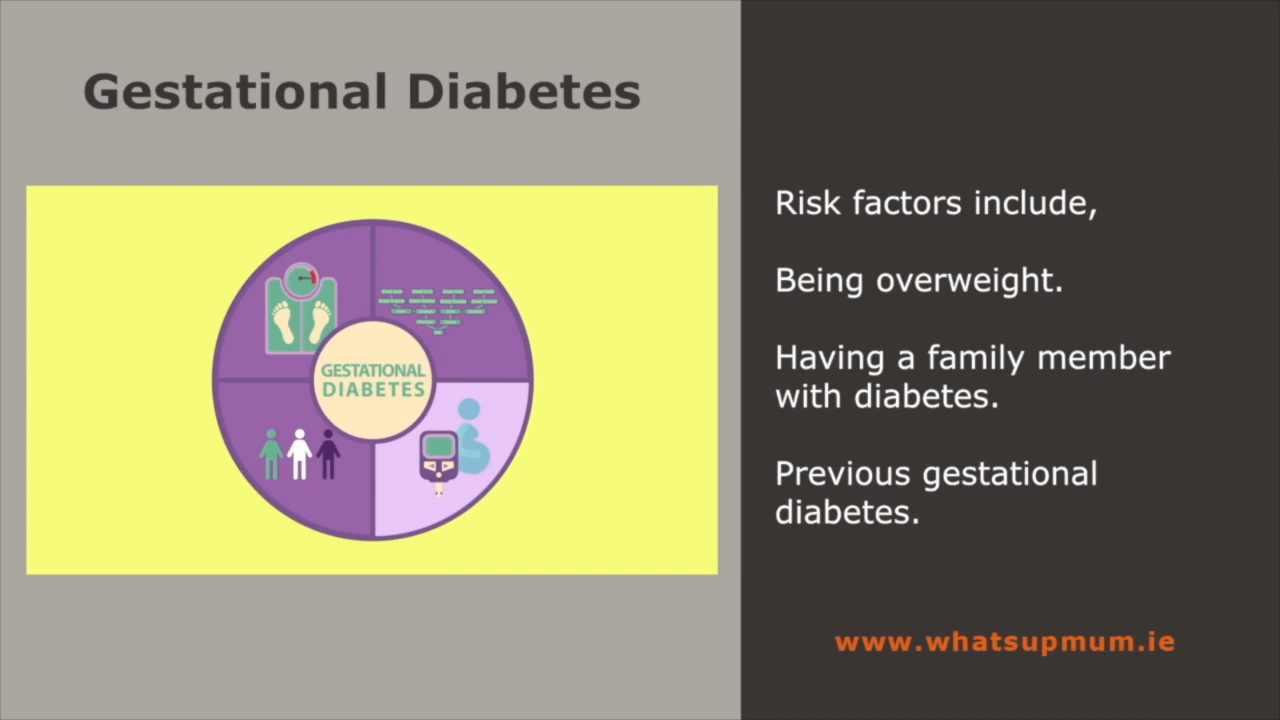 Gestational Diabetes
GESTATIONAL
DIABETES
Risk factors include,
Being overweight.
Having a family member
with diabetes.
Previous gestational
diabetes.
www.whatsupmum.ie